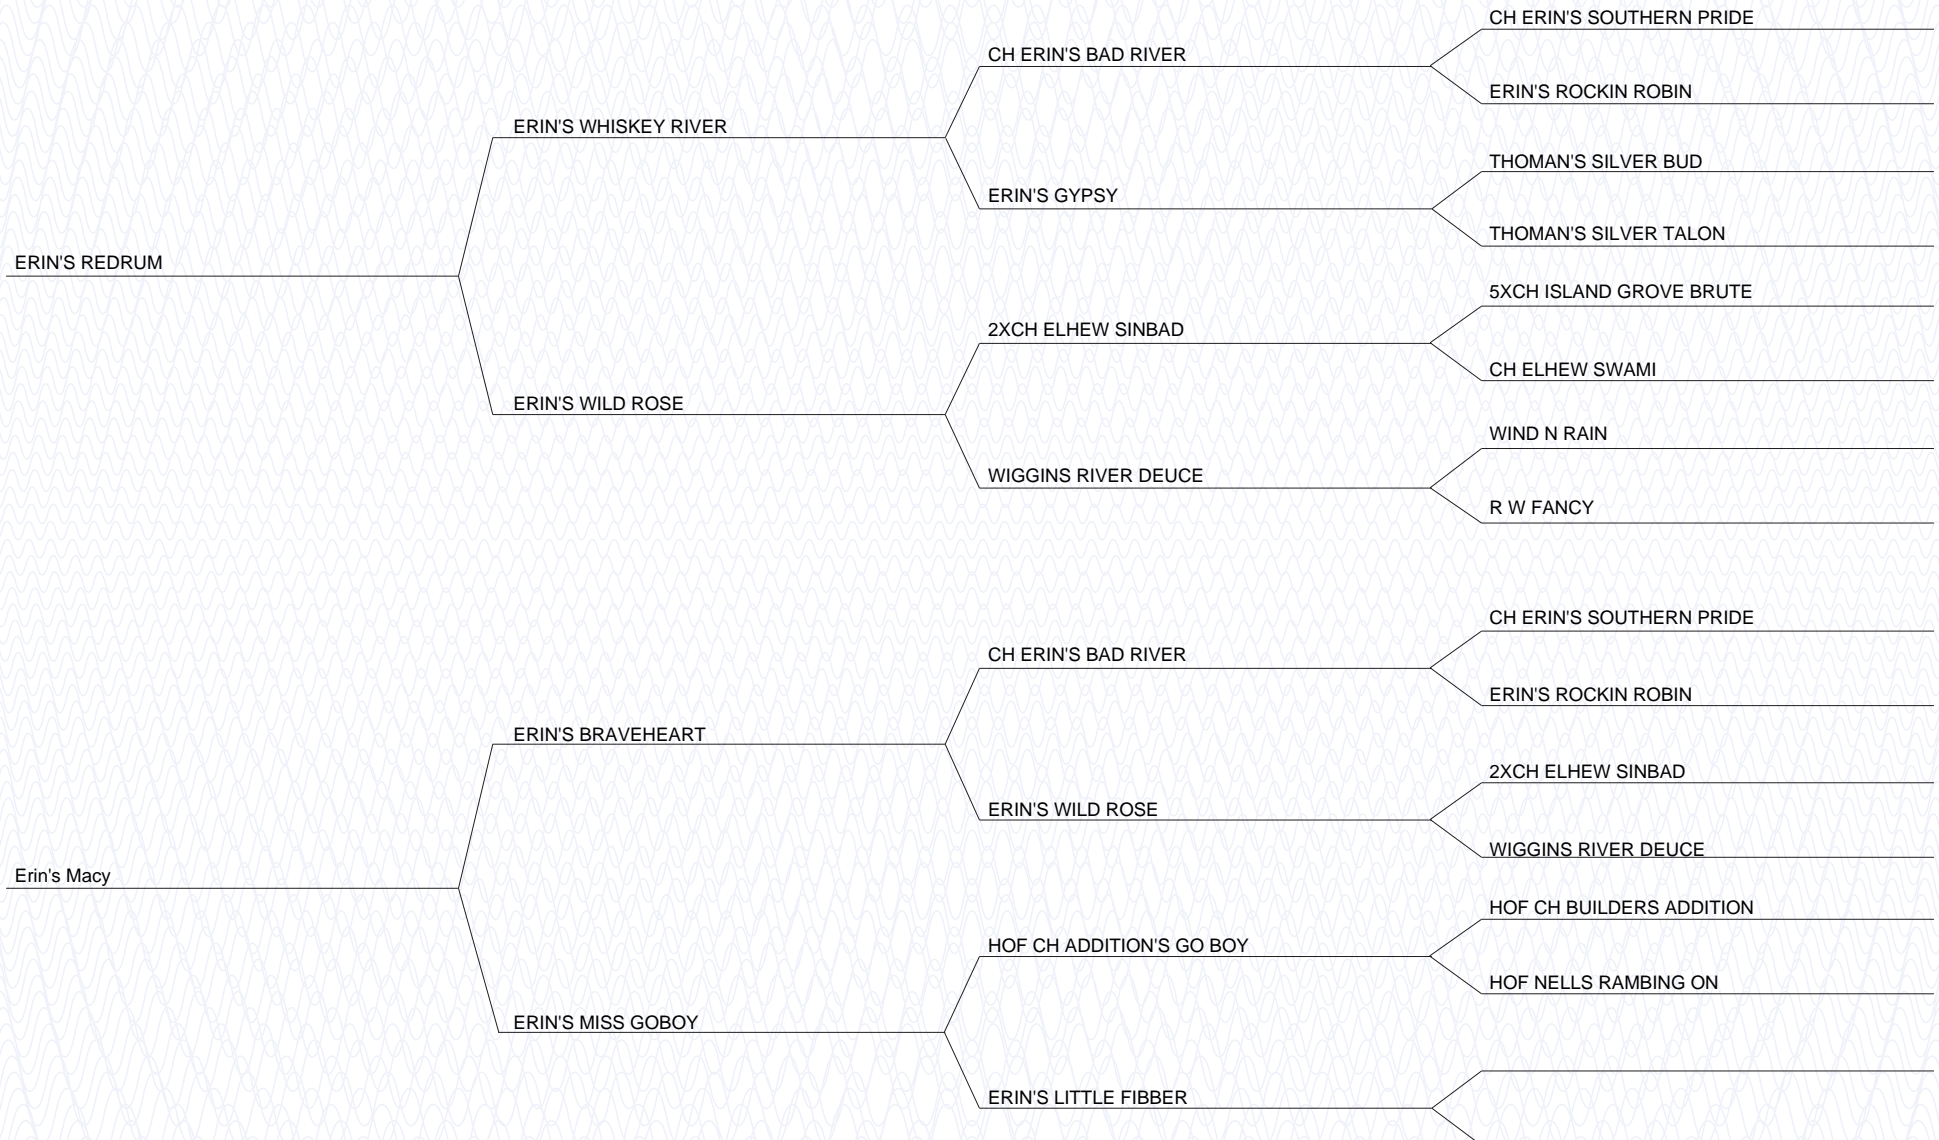 CH ERIN'S SOUTHERN PRIDE
CH ERIN'S BAD RIVER
ERIN'S ROCKIN ROBIN
ERIN'S WHISKEY RIVER
THOMAN'S SILVER BUD
ERIN'S GYPSY
THOMAN'S SILVER TALON
ERIN'S REDRUM
5XCH ISLAND GROVE BRUTE
2XCH ELHEW SINBAD
CH ELHEW SWAMI
ERIN'S WILD ROSE
WIND N RAIN
WIGGINS RIVER DEUCE
R W FANCY
CH ERIN'S SOUTHERN PRIDE
CH ERIN'S BAD RIVER
ERIN'S ROCKIN ROBIN
ERIN'S BRAVEHEART
2XCH ELHEW SINBAD
ERIN'S WILD ROSE
WIGGINS RIVER DEUCE
Erin's Macy
HOF CH BUILDERS ADDITION
HOF CH ADDITION'S GO BOY
HOF NELLS RAMBING ON
ERIN'S MISS GOBOY
ERIN'S LITTLE FIBBER